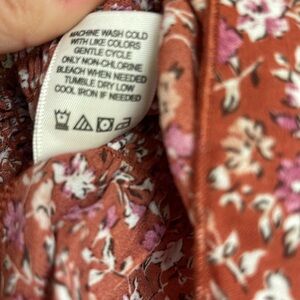 MACHINE WASH COLD
WITH LIKE COLORS
GENTLE CYCLE
ONLY NON-CHLORINE
BLEACH WHEN NEEDED
TUMBLE DRY LOW
COOL IRON IF NEEDED